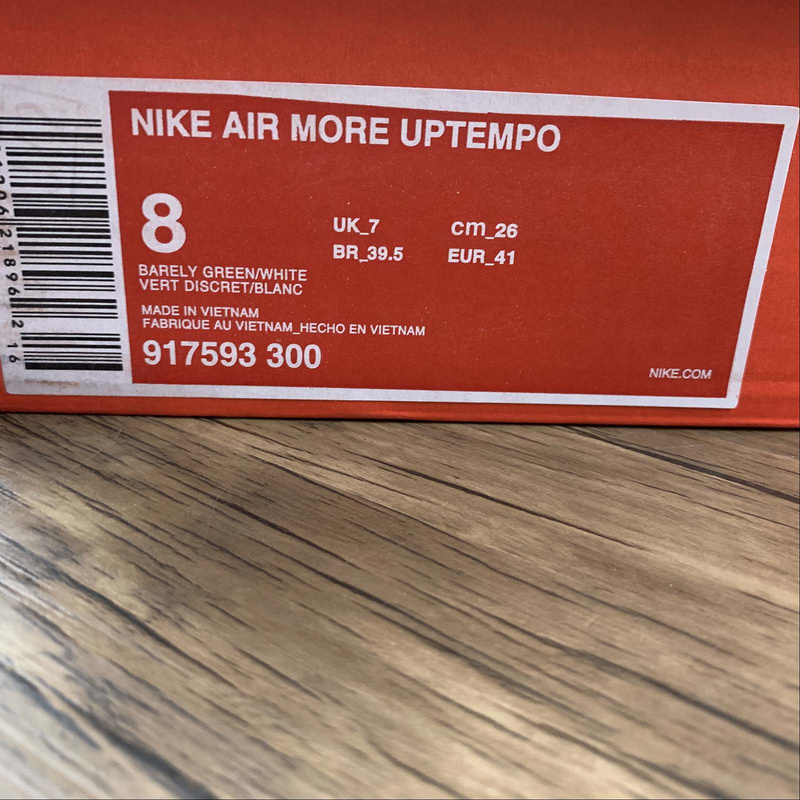 NIKE AIR MORE UPTEMPO
8
UK_7 cm_26
BR_39.5 EUR_41
BARELY GREEN/WHITE
VERT DISCRET/BLANC
MADE IN VIETNAM
FABRIQUE AU VIETNAM_HECHO EN VIETNAM
917593 300
NIKE.COM